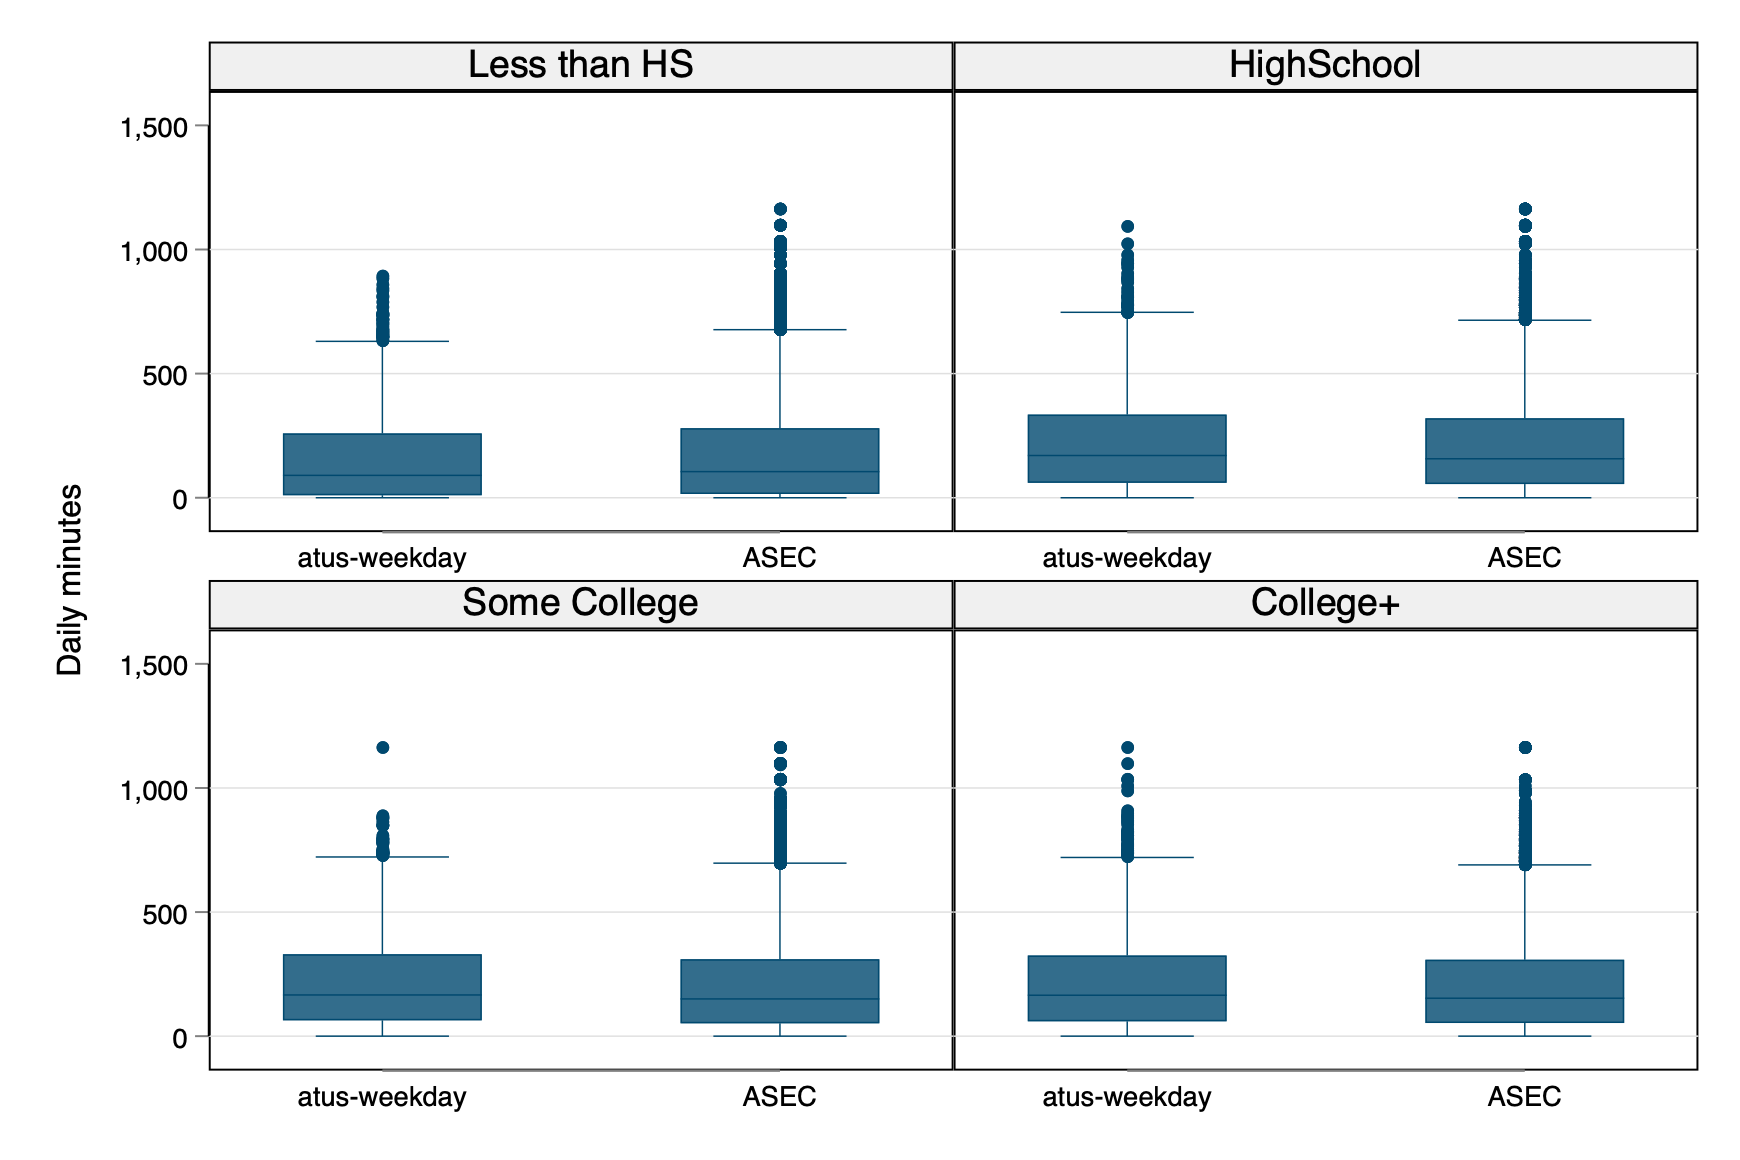 Less than HS
HighSchool
1,500
1,000
500
0
atus-weekday
ASEC
atus-weekday
ASEC
Daily minutes
Some College
College+
1,500
1,000
500
0
atus-weekday
ASEC
atus-weekday
ASEC